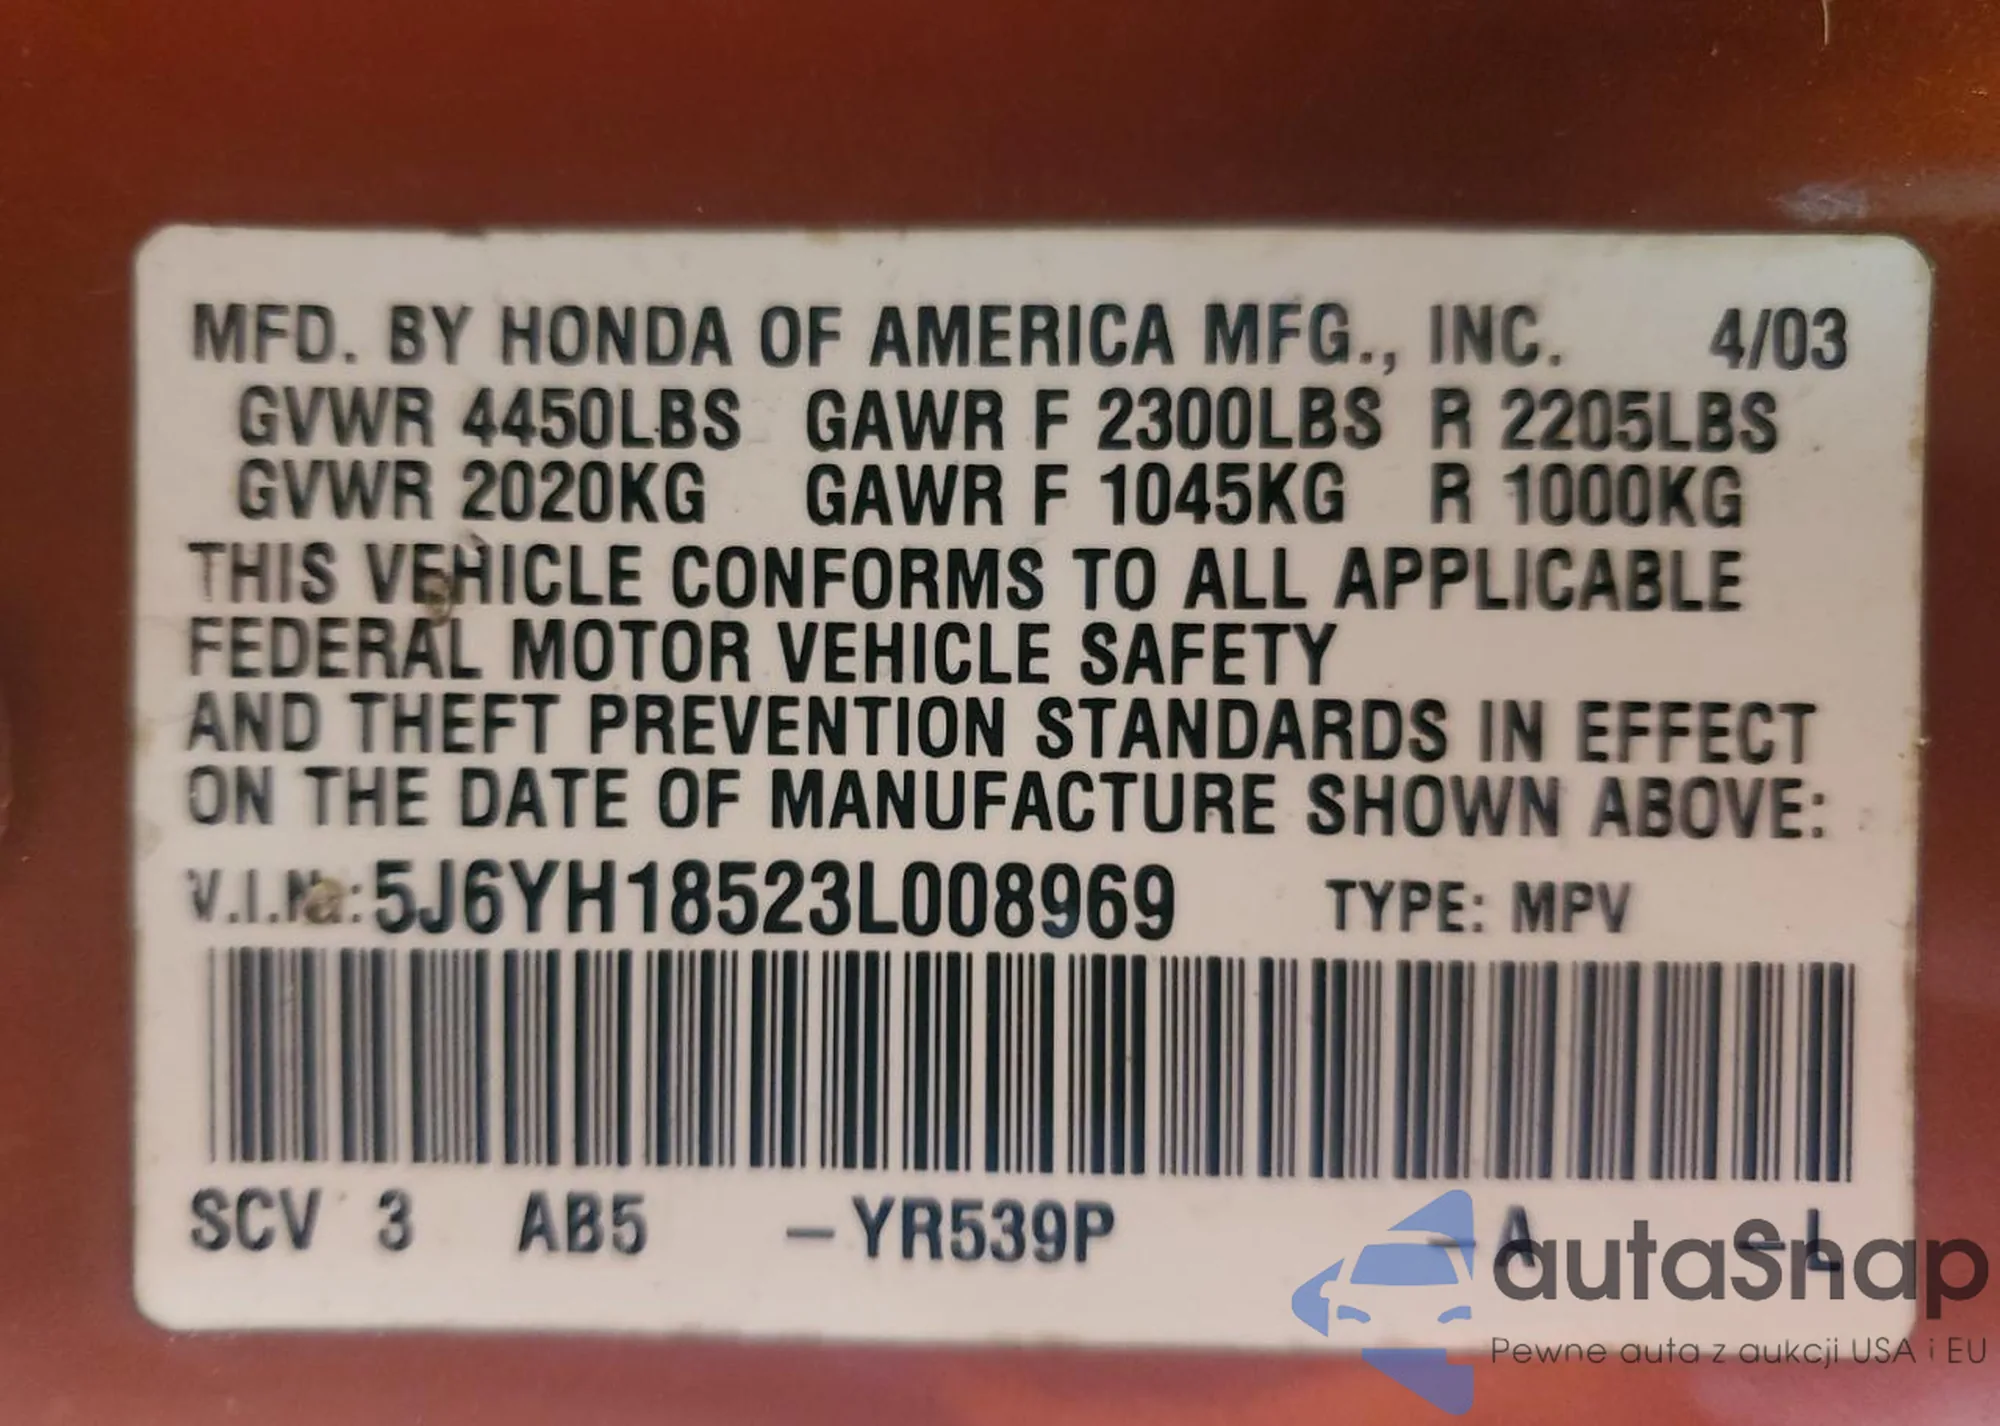 MFD. BY HONDA OF AMERICA MFG., INC. 4/03
GVWR 4450LBS GAWR F 2300LBS R 2205LBS
GVWR 2020KG GAWR F 1045KG R 1000KG
THIS VEHICLE CONFORMS TO ALL APPLICABLE
FEDERAL MOTOR VEHICLE SAFETY
AND THEFT PREVENTION STANDARDS IN EFFECT
ON THE DATE OF MANUFACTURE SHOWN ABOVE:
V.I.No.: 5J6YH18523L008969 TYPE: MPV
SCV 3 AB5 –YR539P –A –L
autaSnap
Pewne auta z aukcji USA i EU